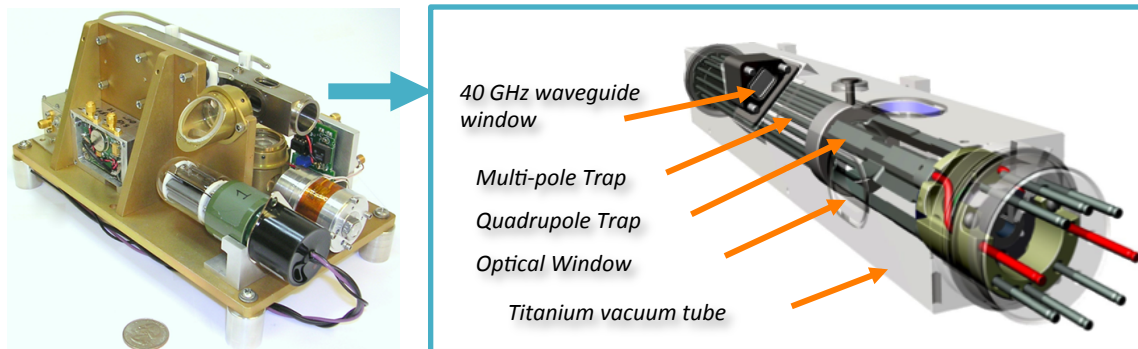 40 GHz waveguide
window
Multi-pole Trap
Quadrupole Trap
Optical Window
Titanium vacuum tube